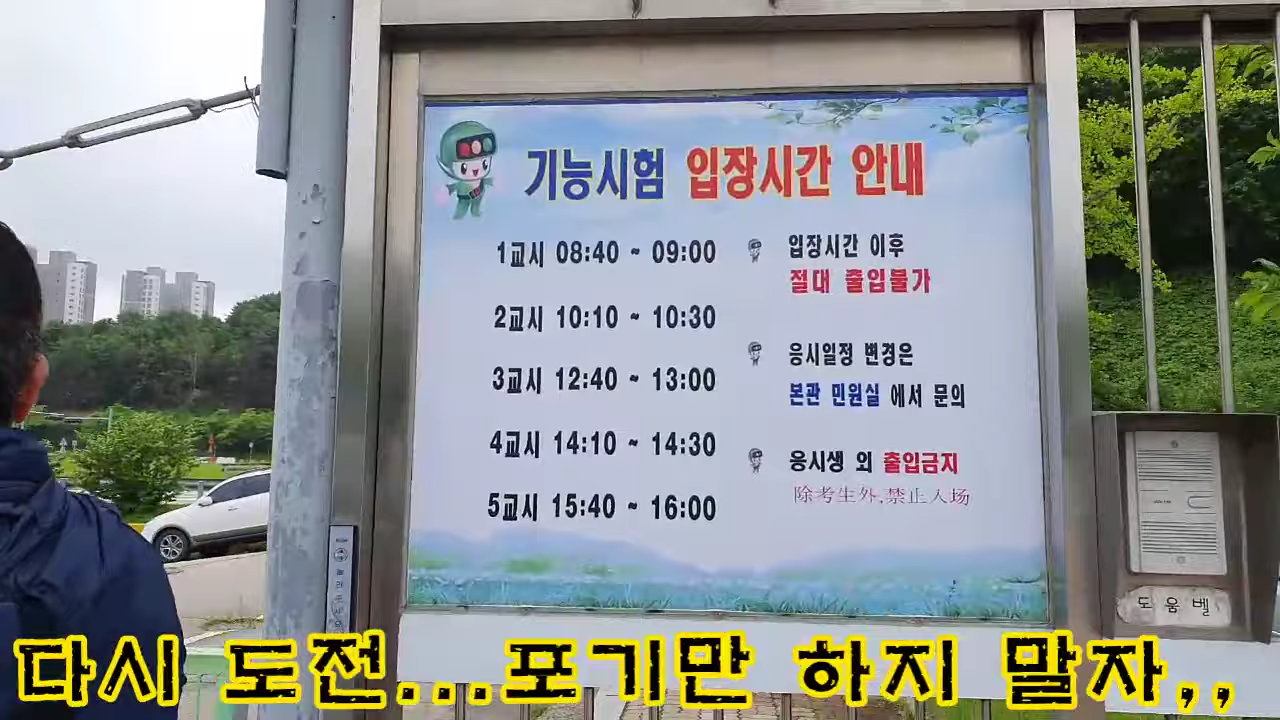 기능시험 입장시간 안내
1교시 08:40 ~ 09:00
2교시 10:10 ~ 10:30
3교시 12:40 ~ 13:00
4교시 14:10 ~ 14:30
5교시 15:40 ~ 16:00
입장시간 이후
절대 출입불가
응시일정 변경은
본관 민원실 에서 문의
응시생 외 출입금지
除考生外,禁止入场
도움벨
다시 도전...포기만 하지 말자,,